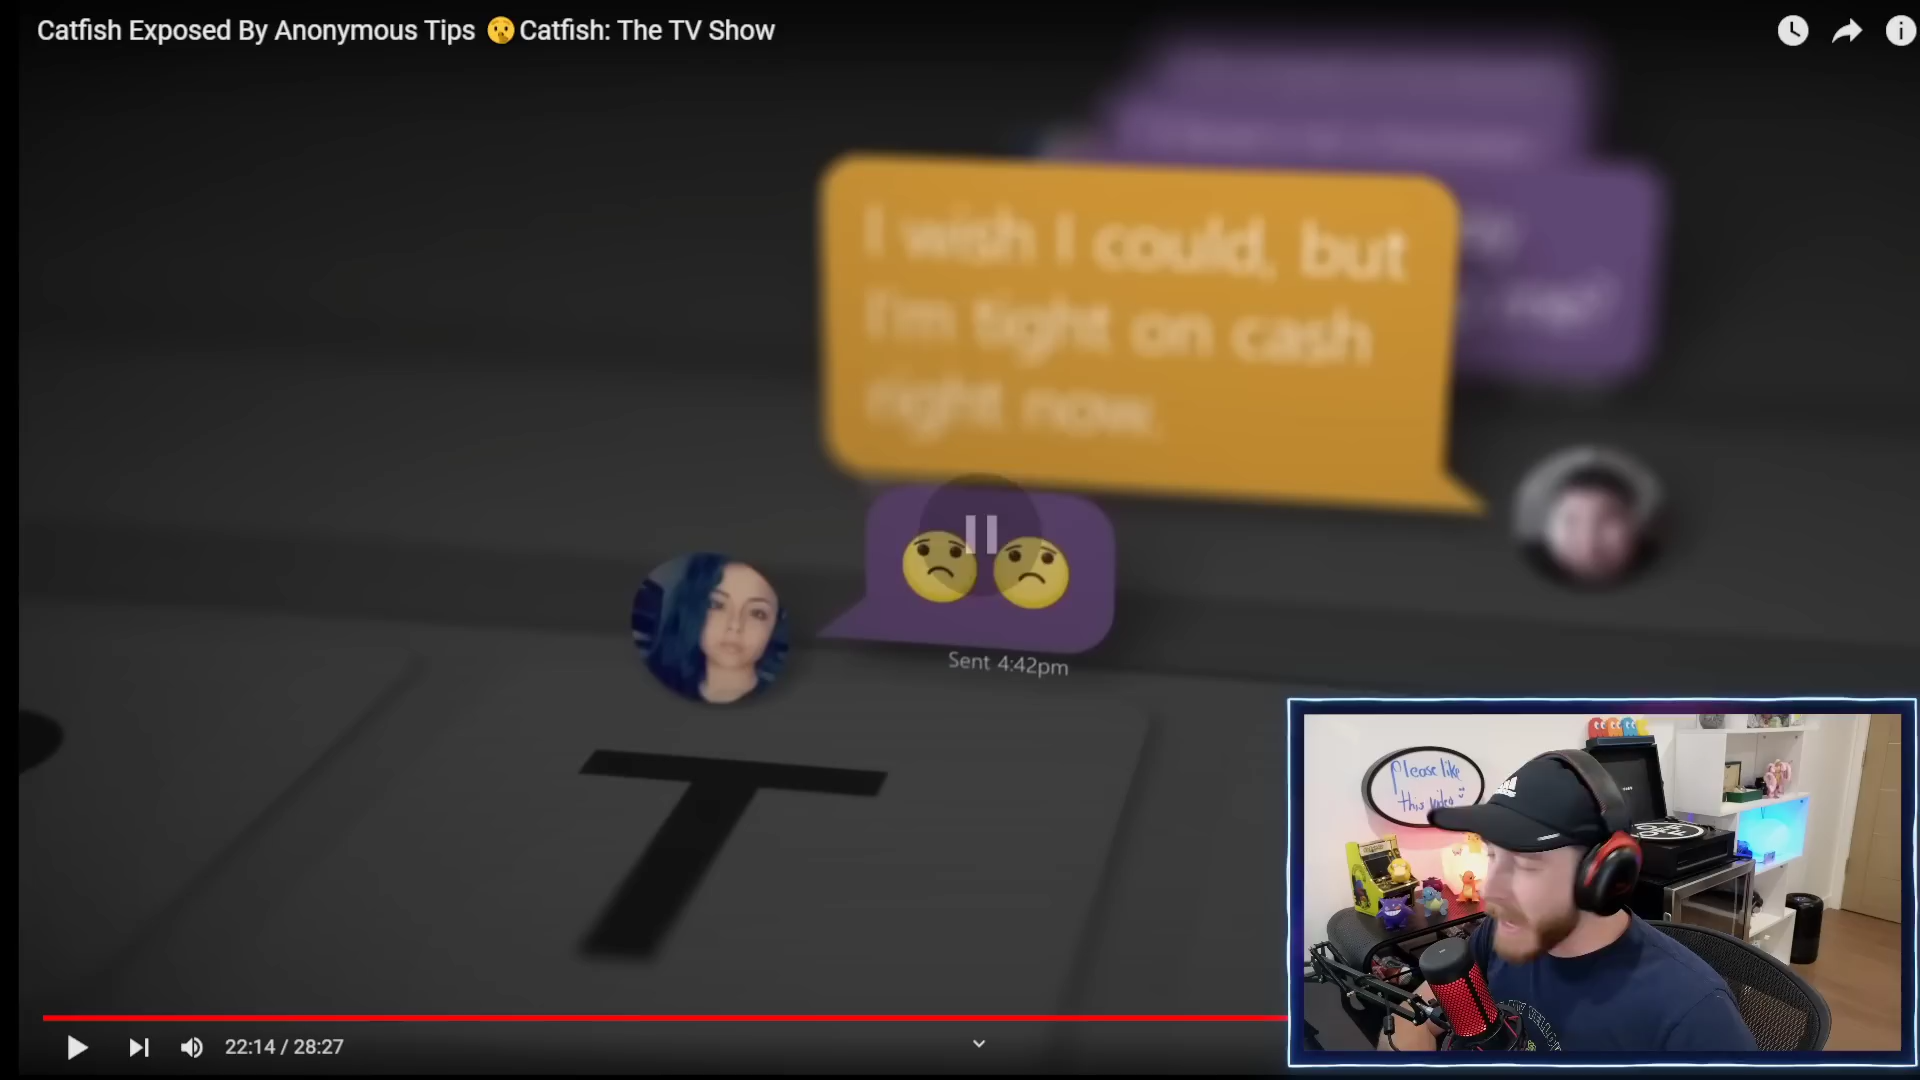 Catfish Exposed By Anonymous Tips 🤫 Catfish: The TV Show
I wish I could, but
I'm tight on cash
right now.
Sent 4:42pm
T
please like
this video
22:14 / 28:27